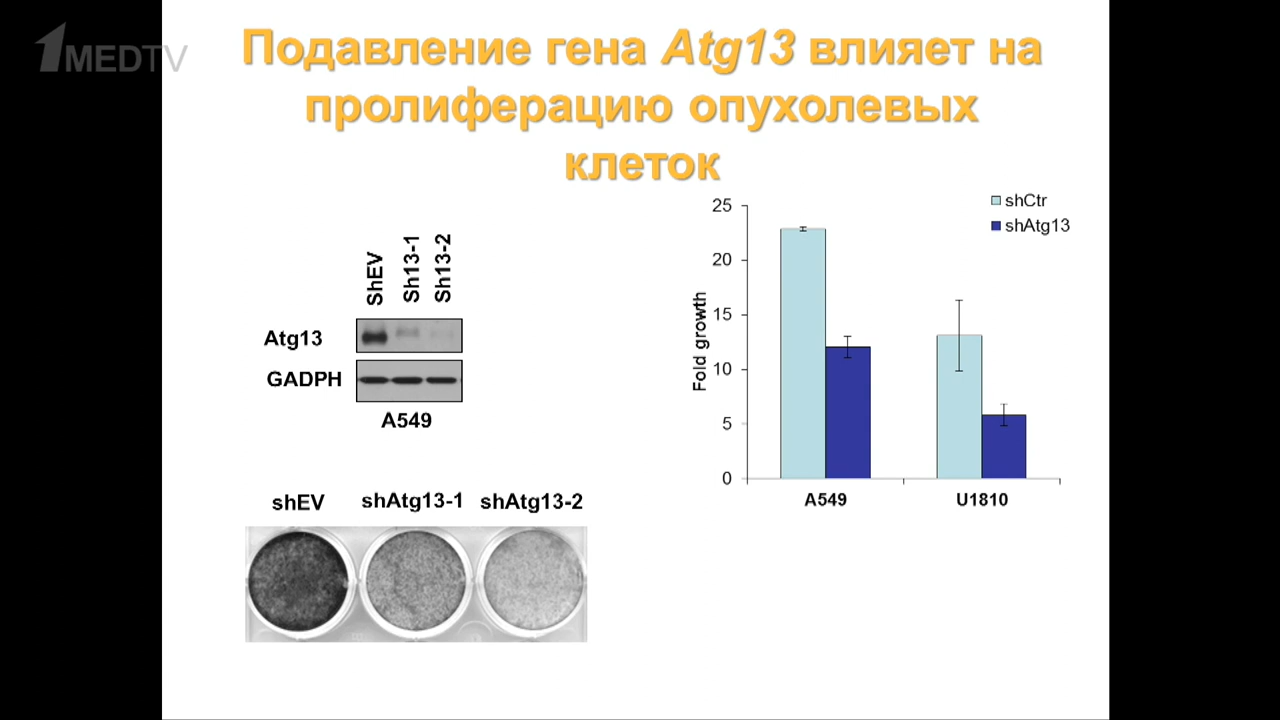 1MEDTV
Подавление гена Atg13 влияет на
пролиферацию опухолевых
клеток
ShEV
Sh13-1
Sh13-2
Atg13
GADPH
A549
shEV shAtg13-1 shAtg13-2
shCtr
shAtg13
Fold growth
25
20
15
10
5
0
A549 U1810